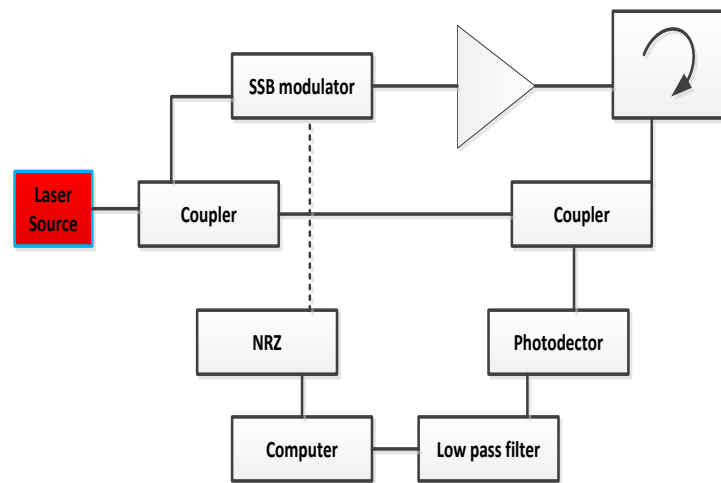 SSB modulator
Laser
Source
Coupler
Coupler
NRZ
Photodector
Computer
Low pass filter